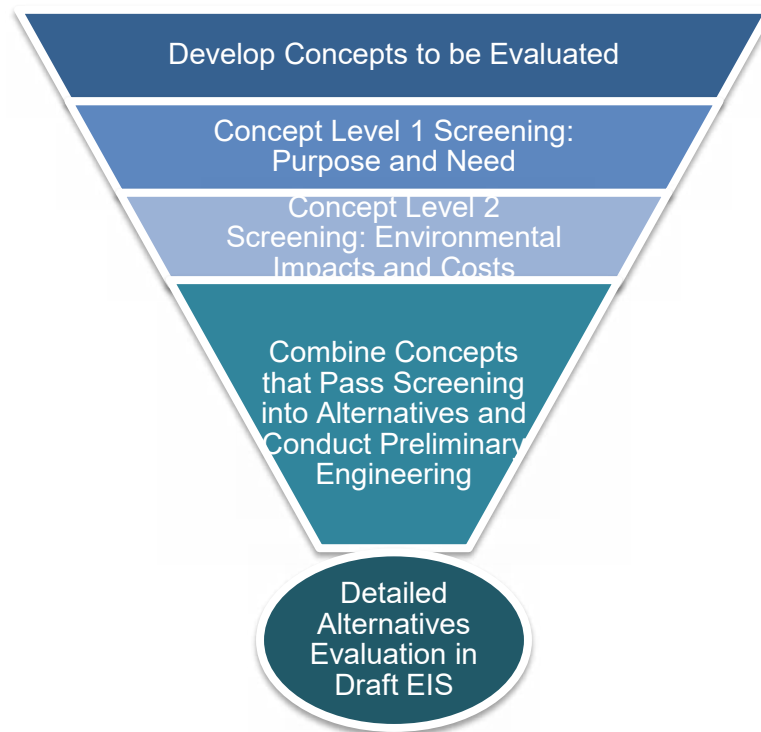 Develop Concepts to be Evaluated
Concept Level 1 Screening:
Purpose and Need
Concept Level 2
Screening: Environmental
Impacts and Costs
Combine Concepts
that Pass Screening
into Alternatives and
Conduct Preliminary
Engineering
Detailed
Alternatives
Evaluation in
Draft EIS